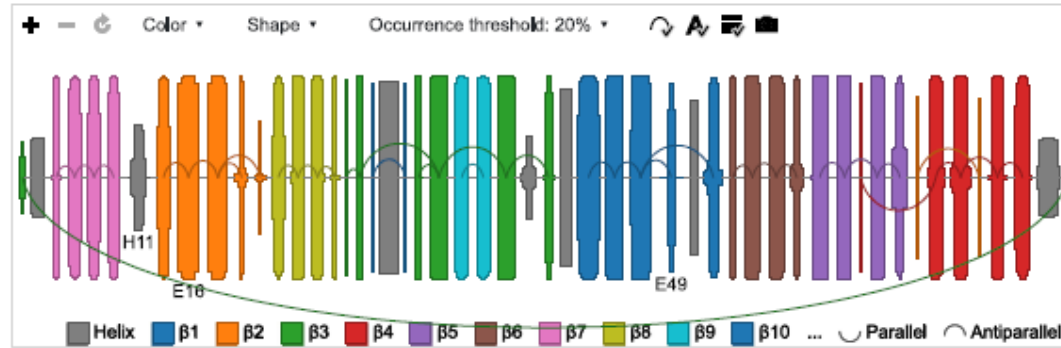 Color ▾ Shape ▾ Occurrence threshold: 20% ▾
H11
E16
E49
Helix β1 β2 β3 β4 β5 β6 β7 β8 β9 β10 ... Parallel Antiparallel